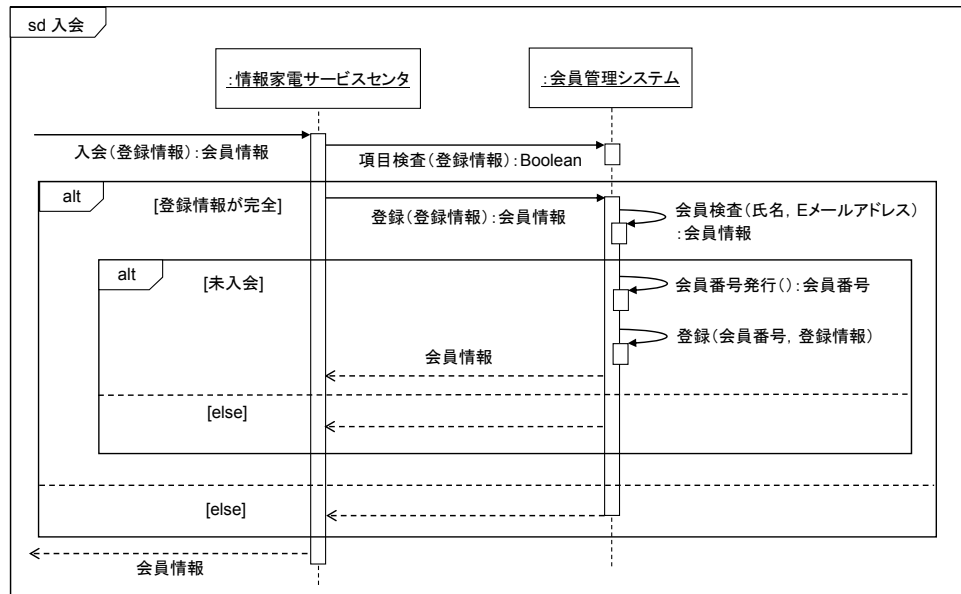 sd 入会
:情報家電サービスセンタ
:会員管理システム
入会(登録情報):会員情報
項目検査(登録情報):Boolean
alt
[登録情報が完全]
登録(登録情報):会員情報
会員検査(氏名, Eメールアドレス)
:会員情報
alt
[未入会]
会員番号発行():会員番号
登録(会員番号, 登録情報)
会員情報
[else]
[else]
会員情報